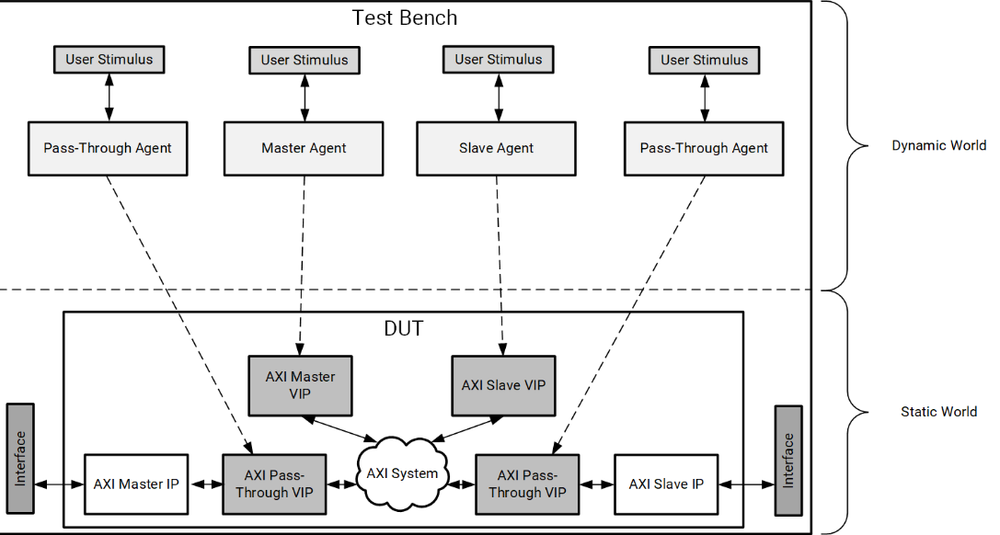 Test Bench
User Stimulus
User Stimulus
User Stimulus
User Stimulus
Pass-Through Agent
Master Agent
Slave Agent
Pass-Through Agent
Dynamic World
DUT
AXI Master
VIP
AXI Slave VIP
Static World
Interface
AXI Master IP
AXI Pass-
Through VIP
AXI System
AXI Pass-
Through VIP
AXI Slave IP
Interface